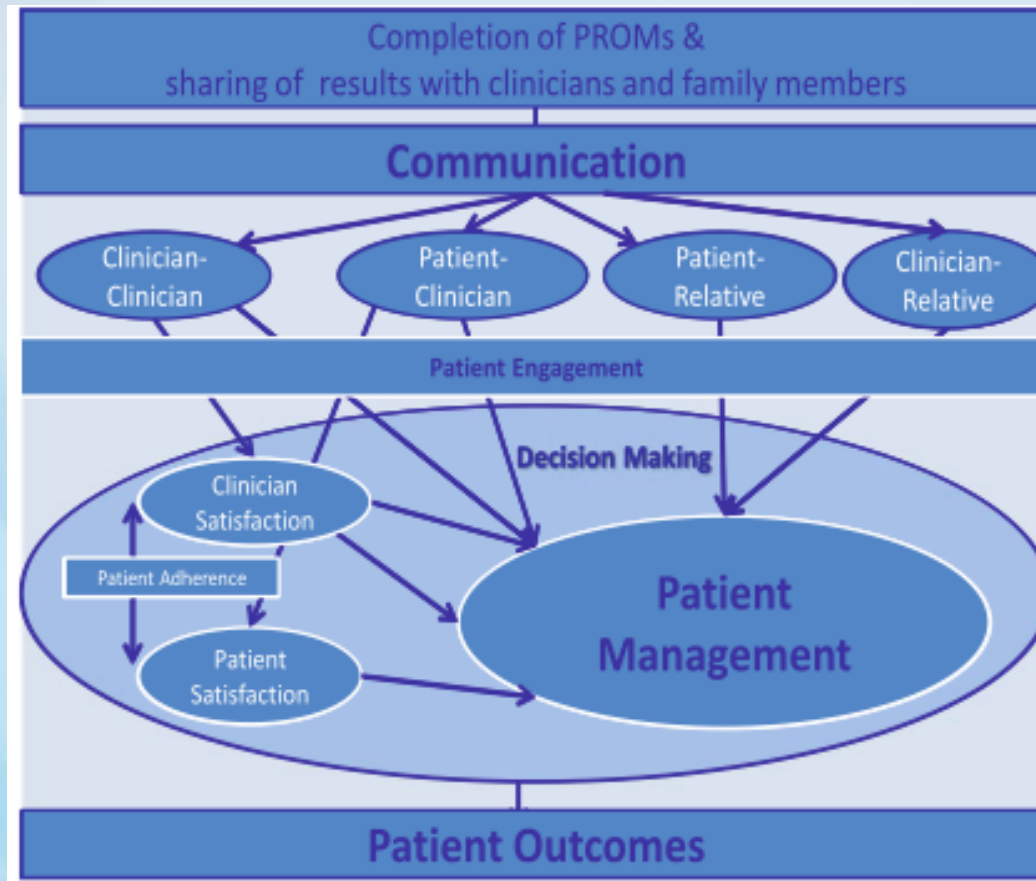 Completion of PROMs &
sharing of results with clinicians and family members
Communication
Clinician-
Clinician
Patient-
Clinician
Patient-
Relative
Clinician-
Relative
Patient Engagement
Decision Making
Clinician
Satisfaction
Patient Adherence
Patient
Management
Patient
Satisfaction
Patient Outcomes